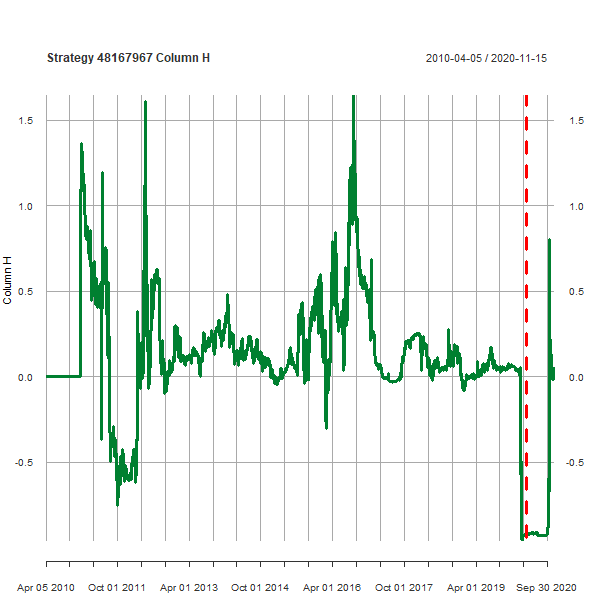 Strategy 48167967 Column H
2010-04-05 / 2020-11-15
1.5 1.5
1.0 1.0
0.5 0.5
0.0 0.0
-0.5 -0.5
Column H
Apr 05 2010 Oct 01 2011 Apr 01 2013 Oct 01 2014 Apr 01 2016 Oct 01 2017 Apr 01 2019 Sep 30 2020